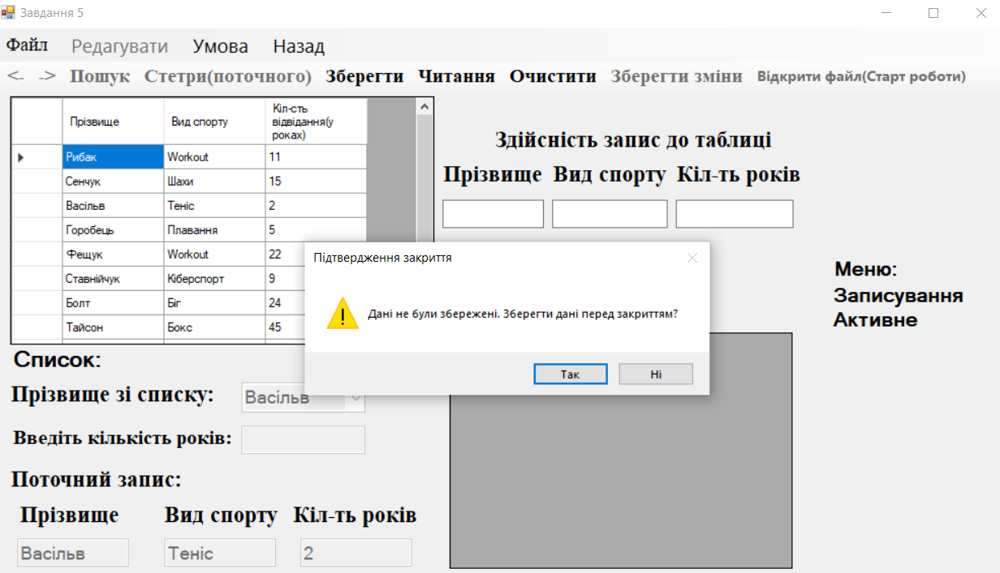 Завдання 5
Файл Редагувати Умова Назад
<- -> Пошук Стетри(поточного) Зберегти Читання Очистити Зберегти зміни Відкрити файл(Старт роботи)
Прізвище Вид спорту Кіл-сть відвідання(у роках)
Рибак Workout 11
Сенчук Шахи 15
Васільв Теніс 2
Горобець Плавання 5
Фещук Workout 22
Ставнійчук Кіберспорт 9
Болт Біг 24
Тайсон Бокс 45
Здійсність запис до таблиці
Прізвище Вид спорту Кіл-ть років
Підтвердження закриття
Дані не були збережені. Зберегти дані перед закриттям?
Так Ні
Меню:
Записування
Активне
Список:
Прізвище зі списку: Васільв
Введіть кількість років:
Поточний запис:
Прізвище Вид спорту Кіл-ть років
Васільв Теніс 2